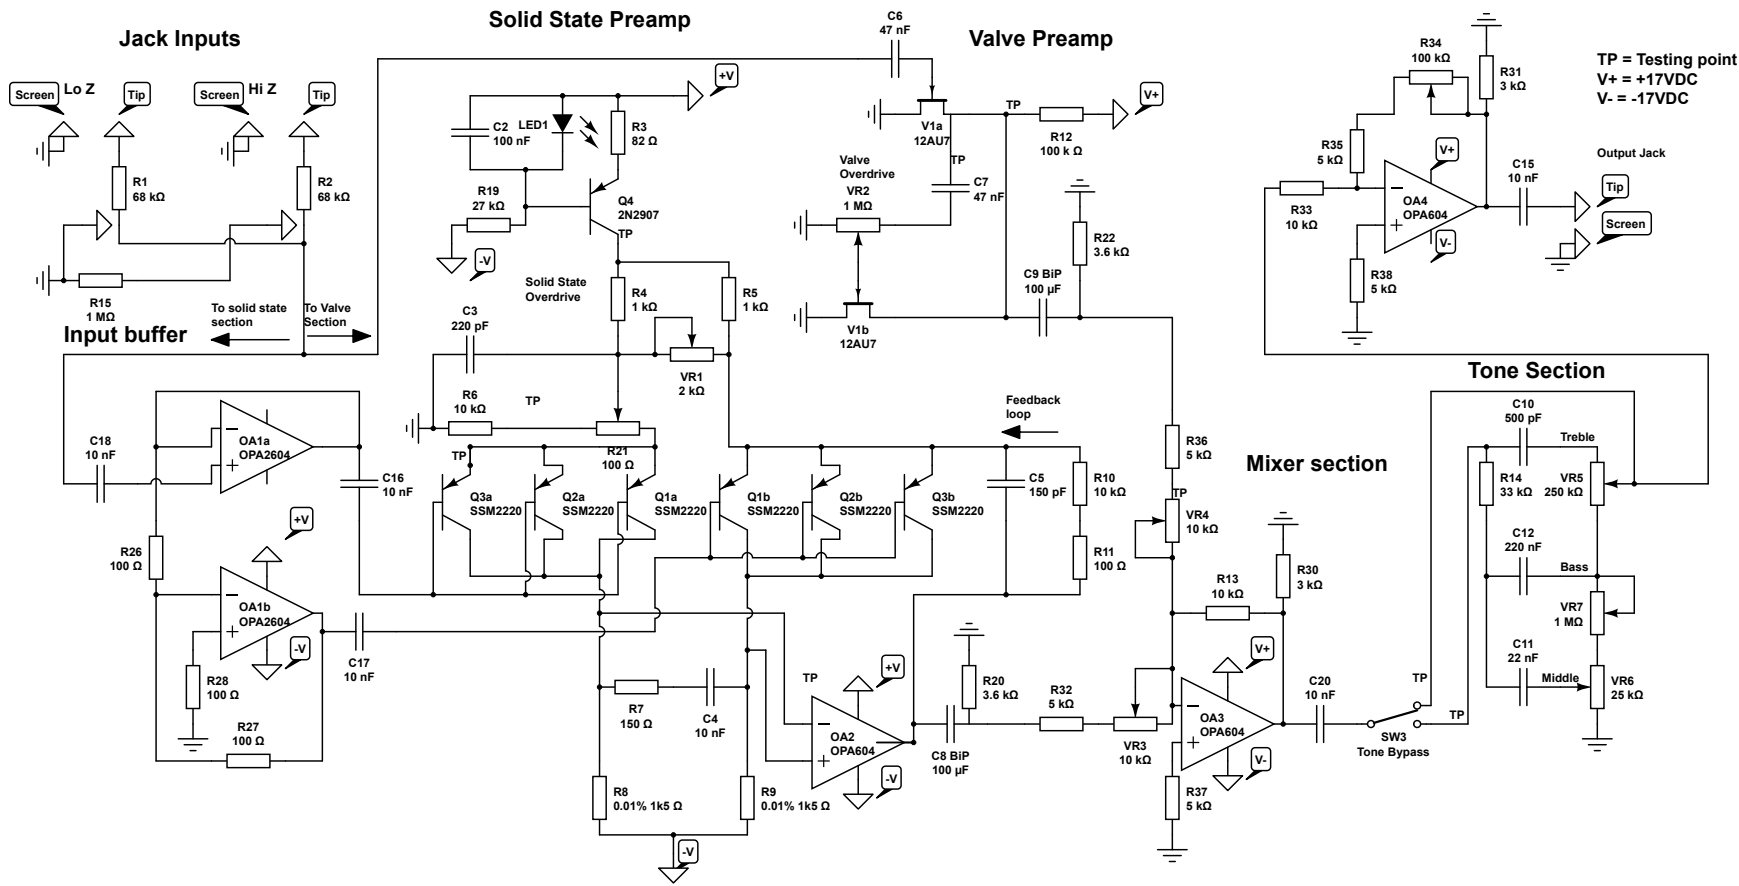 Solid State Preamp
Jack Inputs
Valve Preamp
TP = Testing point
V+ = +17VDC
V- = -17VDC
Screen
Lo Z
Tip
Screen
Hi Z
Tip
R1
68 kΩ
R2
68 kΩ
R15
1 MΩ
To solid state
section
To Valve
Section
Input buffer
C6
47 nF
+V
C2
100 nF
LED1
R3
82 Ω
R19
27 kΩ
Q4
2N2907
TP
-V
Solid State
Overdrive
R4
1 kΩ
R5
1 kΩ
C3
220 pF
VR1
2 kΩ
R6
10 kΩ
TP
R21
100 Ω
V1a
12AU7
TP
R12
100 k Ω
V+
TP
C7
47 nF
Valve
Overdrive
VR2
1 MΩ
V1b
12AU7
R22
3.6 kΩ
C9 BiP
100 µF
R34
100 kΩ
R31
3 kΩ
R35
5 kΩ
R33
10 kΩ
V+
OA4
OPA604
V-
R38
5 kΩ
C15
10 nF
Output Jack
Tip
Screen
C18
10 nF
OA1a
OPA2604
C16
10 nF
R26
100 Ω
+V
OA1b
OPA2604
-V
R28
100 Ω
R27
100 Ω
C17
10 nF
TP
Q3a
SSM2220
Q2a
SSM2220
Q1a
SSM2220
Q1b
SSM2220
Q2b
SSM2220
Q3b
SSM2220
Feedback
loop
C5
150 pF
R10
10 kΩ
R11
100 Ω
R7
150 Ω
C4
10 nF
R8
0.01% 1k5 Ω
R9
0.01% 1k5 Ω
-V
TP
+V
OA2
OPA604
-V
C8 BiP
100 µF
R20
3.6 kΩ
R32
5 kΩ
VR3
10 kΩ
R36
5 kΩ
TP
VR4
10 kΩ
Mixer section
R13
10 kΩ
R30
3 kΩ
V+
OA3
OPA604
V-
R37
5 kΩ
C20
10 nF
SW3
Tone Bypass
TP
TP
Tone Section
C10
500 pF
Treble
R14
33 kΩ
VR5
250 kΩ
C12
220 nF
Bass
VR7
1 MΩ
C11
22 nF
Middle
VR6
25 kΩ